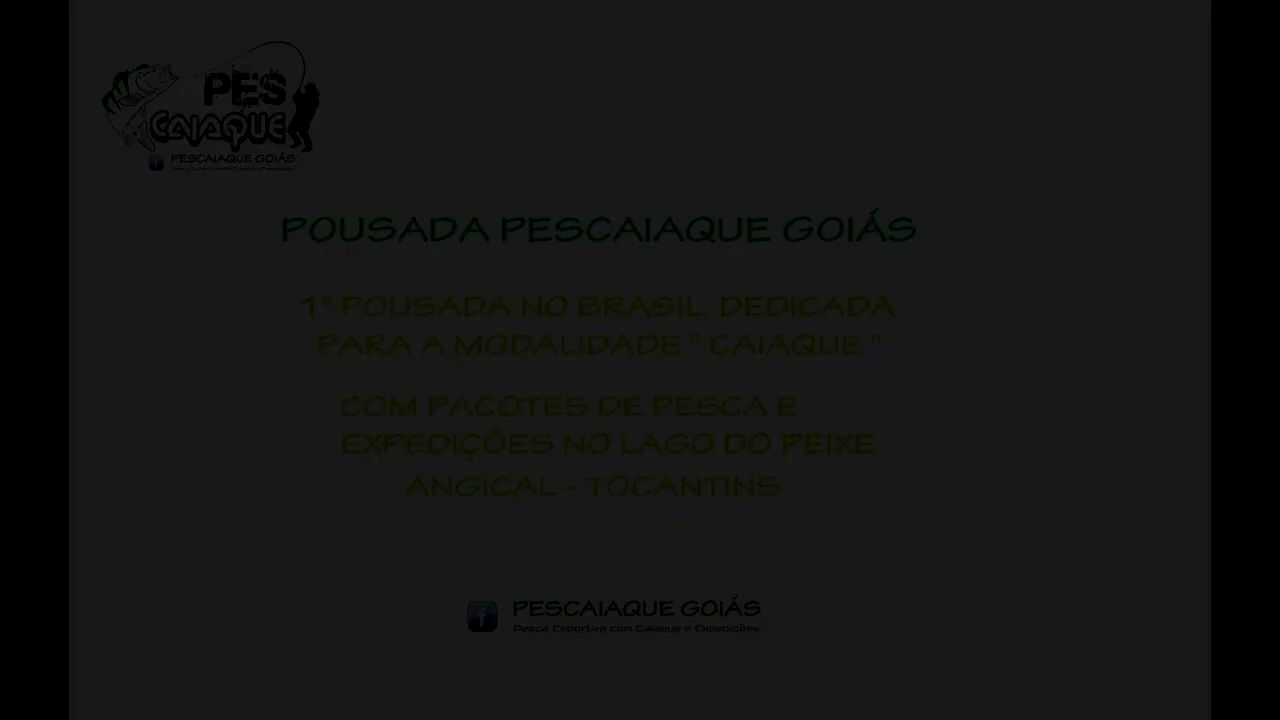 PES
CAIAQUE
PESCAIAQUE GOIÁS
POUSADA PESCAIAQUE GOIÁS
1º POUSADA NO BRASIL, DEDICADA
PARA A MODALIDADE " CAIAQUE "
COM PACOTES DE PESCA E
EXPEDIÇÕES NO LAGO DO PEIXE
ANGICAL - TOCANTINS
f PESCAIAQUE GOIÁS
Pesca Esportiva com Caiaque e Expedições